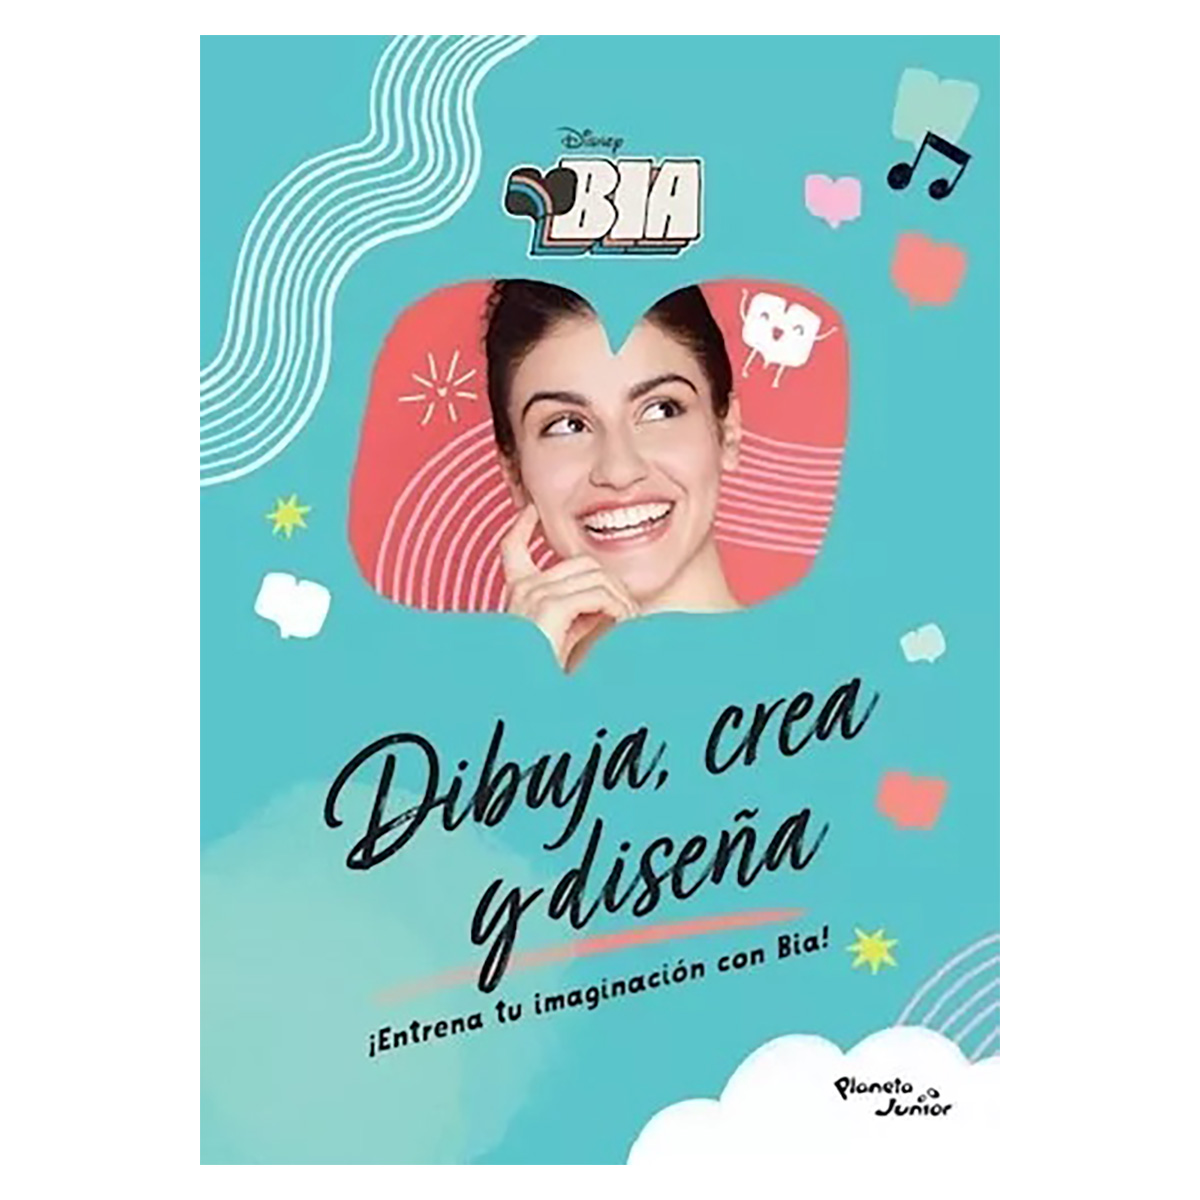 Disney
BIA
Dibuja, crea
y diseña
¡Entrena tu imaginación con Bia!
Planeta
Junior